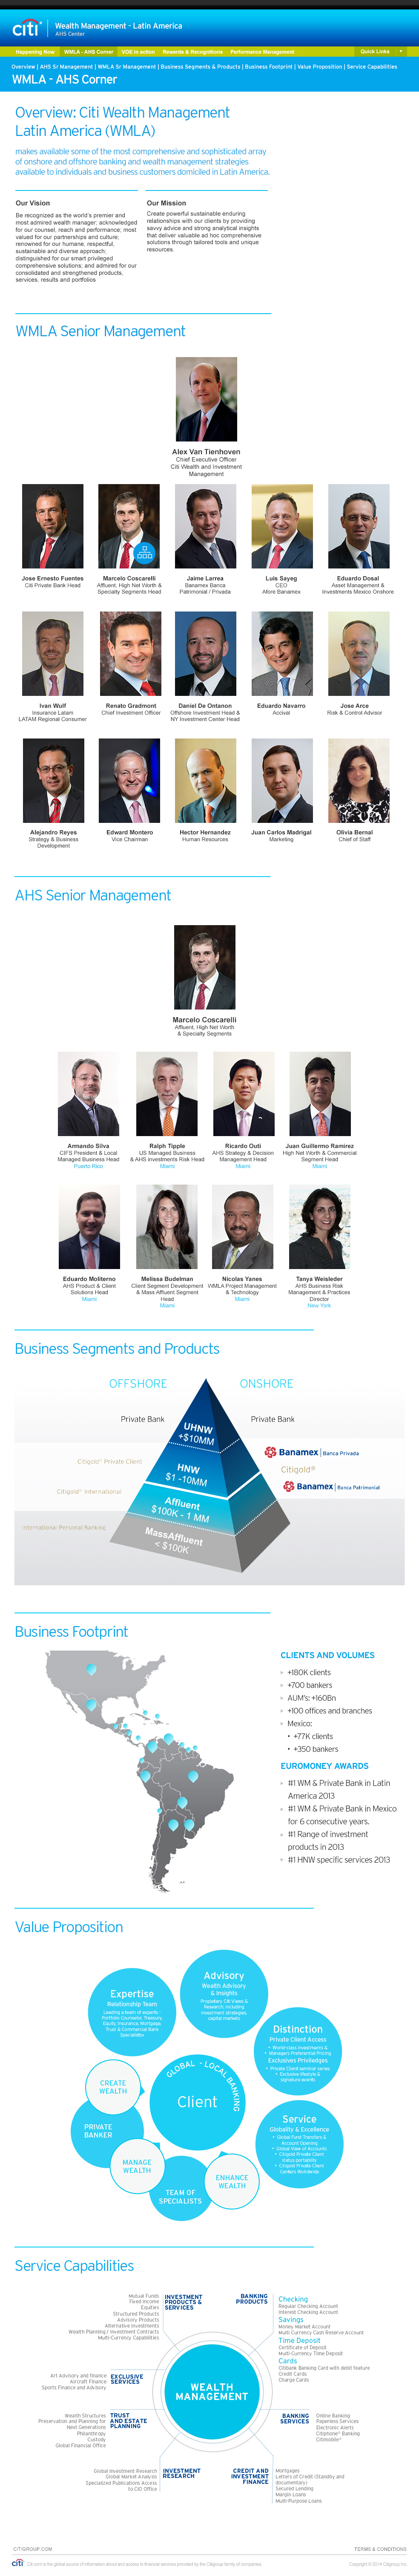 citi
Wealth Management - Latin America
AHS Center
Happening Now
WMLA - AHS Corner
VOE in action
Rewards & Recognitions
Performance Management
Quick Links
Overview | AHS Sr Management | WMLA Sr Management | Business Segments & Products | Business Footprint | Value Proposition | Service Capabilities
WMLA - AHS Corner
Overview: Citi Wealth Management
Latin America (WMLA)
makes available some of the most comprehensive and sophisticated array
of onshore and offshore banking and wealth management strategies
available to individuals and business customers domiciled in Latin America.
Our Vision
Be recognized as the world's premier and
most admired wealth manager; acknowledged
for our counsel, reach and performance; most
valued for our partnerships and culture;
renowned for our humane, respectful,
sustainable and diverse approach;
distinguished for our smart privileged
comprehensive solutions; and admired for our
consolidated and strengthened products,
services, results and portfolios
Our Mission
Create powerful sustainable enduring
relationships with our clients by providing
savvy advice and strong analytical insights
that deliver valuable ad hoc comprehensive
solutions through tailored tools and unique
resources.
WMLA Senior Management
Alex Van Tienhoven
Chief Executive Officer
Citi Wealth and Investment
Management
Jose Ernesto Fuentes
Citi Private Bank Head
Marcelo Coscarelli
Affluent, High Net Worth &
Specialty Segments Head
Jaime Larrea
Banamex Banca
Patrimonial / Privada
Luis Sayeg
CEO
Afore Banamex
Eduardo Dosal
Asset Management &
Investments Mexico Onshore
Ivan Wulf
Insurance Latam
LATAM Regional Consumer
Renato Gradmont
Chief Investment Officer
Daniel De Ontanon
Offshore Investment Head &
NY Investment Center Head
Eduardo Navarro
Accival
Jose Arce
Risk & Control Advisor
Alejandro Reyes
Strategy & Business
Development
Edward Montero
Vice Chairman
Hector Hernandez
Human Resources
Juan Carlos Madrigal
Marketing
Olivia Bernal
Chief of Staff
AHS Senior Management
Marcelo Coscarelli
Affluent, High Net Worth
& Specialty Segments
Armando Silva
CIFS President & Local
Managed Business Head
Puerto Rico
Ralph Tipple
US Managed Business
& AHS investments Risk Head
Miami
Ricardo Outi
AHS Strategy & Decision
Management Head
Miami
Juan Guillermo Ramirez
High Net Worth & Commercial
Segment Head
Miami
Eduardo Moliterno
AHS Product & Client
Solutions Head
Miami
Melissa Budelman
Client Segment Development
& Mass Affluent Segment
Head
Miami
Nicolas Yanes
WMLA Project Management
& Technology
Miami
Tanya Weisleder
AHS Business Risk
Management & Practices
Director
New York
Business Segments and Products
OFFSHORE
ONSHORE
Private Bank
UHNW
+$10MM
Private Bank
Citigold® Private Client
HNW
$1 -10MM
Banamex | Banca Privada
Citigold®
Citigold® International
Affluent
$100K - 1 MM
Banamex | Banca Patrimonial
International Personal Banking
MassAffluent
< $100K
Business Footprint
CLIENTS AND VOLUMES
+180K clients
+700 bankers
AUM's: +160Bn
+100 offices and branches
Mexico:
• +77K clients
• +350 bankers
EUROMONEY AWARDS
#1 WM & Private Bank in Latin
America 2013
#1 WM & Private Bank in Mexico
for 6 consecutive years.
#1 Range of investment
products in 2013
#1 HNW specific services 2013
Value Proposition
Expertise
Relationship Team
Leading a team of experts -
Portfolio Counselor, Treasury,
Equity, Insurance, Mortgage,
Trust & Commercial Bank
Specialties
Advisory
Wealth Advisory
& Insights
Proprietary Citi Views &
Research, including
investment strategies,
capital markets
Distinction
Private Client Access
• World-class investments &
• Managers Preferential Pricing
Exclusives Priviledges
• Private Client seminar series
• Exclusive lifestyle &
signature events
Service
Globality & Excellence
• Global Fund Transfers &
Account Opening
• Global View of Accounts
• Citigold Private Client
status portability
• Citigold Private Client
Centers Worldwide
GLOBAL - LOCAL BANKING
Client
CREATE
WEALTH
PRIVATE
BANKER
MANAGE
WEALTH
TEAM OF
SPECIALISTS
ENHANCE
WEALTH
Service Capabilities
Mutual Funds
Fixed Income
Equities
Structured Products
Advisory Products
Alternative Investments
Wealth Planning / Investment Contracts
Multi-Currency Capabilities
INVESTMENT
PRODUCTS &
SERVICES
BANKING
PRODUCTS
Checking
Regular Checking Account
Interest Checking Account
Savings
Money Market Account
Multi Currency Cash Reserve Account
Time Deposit
Certificate of Deposit
Multi-Currency Time Deposit
Cards
Citibank Banking Card with debit feature
Credit Cards
Charge Cards
Art Advisory and finance
Aircraft Finance
Sports Finance and Advisory
EXCLUSIVE
SERVICES
WEALTH
MANAGEMENT
Wealth Structures
Preservation and Planning for
Next Generations
Philanthropy
Custody
Global Financial Office
TRUST
AND ESTATE
PLANNING
BANKING
SERVICES
Online Banking
Paperless Services
Electronic Alerts
Citiphone® Banking
Citimobile®
Global Investment Research
Global Market Analysis
Specialized Publications Access
to CIO Office
INVESTMENT
RESEARCH
CREDIT AND
INVESTMENT
FINANCE
Mortgages
Letters of Credit (Standby and
documentary)
Secured Lending
Margin Loans
Multi-Purpose Loans
CITIGROUP.COM
TERMS & CONDITIONS
citi
Citi.com is the global source of information about and access to financial services provided by the Citigroup family of companies.
Copyright © 2014 Citigroup Inc.